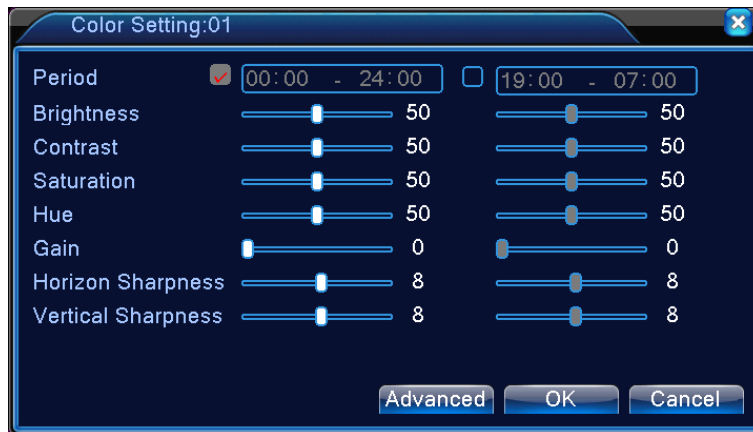 Color Setting:01
Period 00:00 - 24:00 19:00 - 07:00
Brightness 50 50
Contrast 50 50
Saturation 50 50
Hue 50 50
Gain 0 0
Horizon Sharpness 8 8
Vertical Sharpness 8 8
Advanced OK Cancel